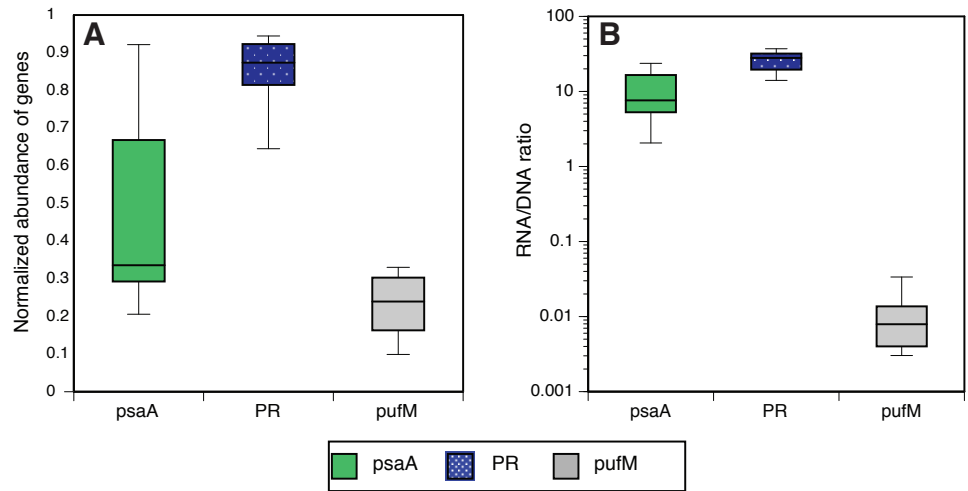 A
Normalized abundance of genes
1
0.9
0.8
0.7
0.6
0.5
0.4
0.3
0.2
0.1
0
psaA PR pufM
B
RNA/DNA ratio
100
10
1
0.1
0.01
0.001
psaA PR pufM
psaA PR pufM